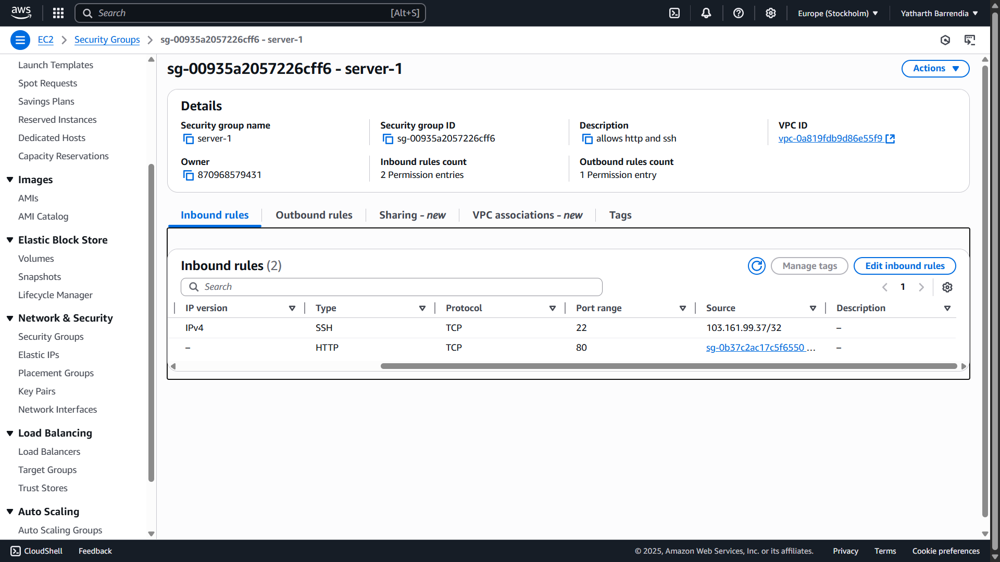 aws
Search [Alt+S]
Europe (Stockholm)
Yatharth Barrendia
EC2
Security Groups
sg-00935a2057226cff6 - server-1
Launch Templates
Spot Requests
Savings Plans
Reserved Instances
Dedicated Hosts
Capacity Reservations
Images
AMIs
AMI Catalog
Elastic Block Store
Volumes
Snapshots
Lifecycle Manager
Network & Security
Security Groups
Elastic IPs
Placement Groups
Key Pairs
Network Interfaces
Load Balancing
Load Balancers
Target Groups
Trust Stores
Auto Scaling
Auto Scaling Groups
sg-00935a2057226cff6 - server-1
Actions
Details
Security group name
server-1
Security group ID
sg-00935a2057226cff6
Description
allows http and ssh
VPC ID
vpc-0a819fdb9d86e55f9
Owner
870968579431
Inbound rules count
2 Permission entries
Outbound rules count
1 Permission entry
Inbound rules
Outbound rules
Sharing - new
VPC associations - new
Tags
Inbound rules (2)
Manage tags
Edit inbound rules
Search
1
IP version Type Protocol Port range Source Description
IPv4 SSH TCP 22 103.161.99.37/32 –
– HTTP TCP 80 sg-0b37c2ac17c5f6550 ... –
CloudShell
Feedback
© 2025, Amazon Web Services, Inc. or its affiliates.
Privacy
Terms
Cookie preferences